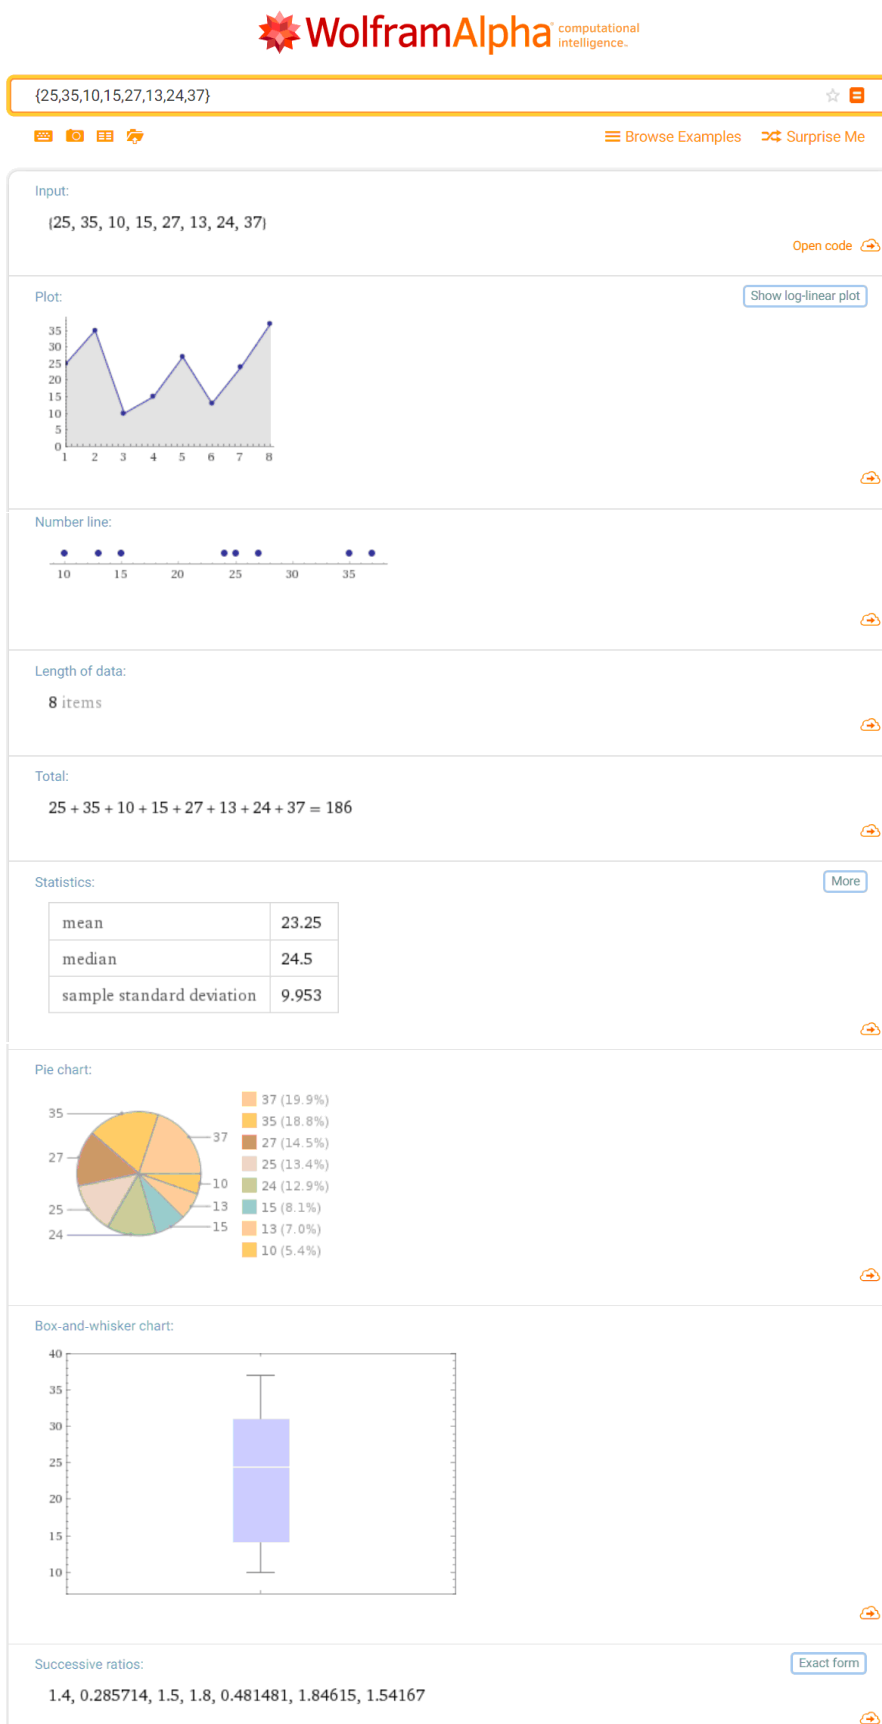 WolframAlpha computational intelligence.
{25,35,10,15,27,13,24,37}
Browse Examples Surprise Me
Input:
{25, 35, 10, 15, 27, 13, 24, 37}
Open code
Plot:
Show log-linear plot
35
30
25
20
15
10
5
0
1 2 3 4 5 6 7 8
Number line:
10 15 20 25 30 35
Length of data:
8 items
Total:
25 + 35 + 10 + 15 + 27 + 13 + 24 + 37 = 186
Statistics:
More
mean 23.25
median 24.5
sample standard deviation 9.953
Pie chart:
35
27
25
24
37
10
13
15
37 (19.9%)
35 (18.8%)
27 (14.5%)
25 (13.4%)
24 (12.9%)
15 (8.1%)
13 (7.0%)
10 (5.4%)
Box-and-whisker chart:
40
35
30
25
20
15
10
Successive ratios:
Exact form
1.4, 0.285714, 1.5, 1.8, 0.481481, 1.84615, 1.54167